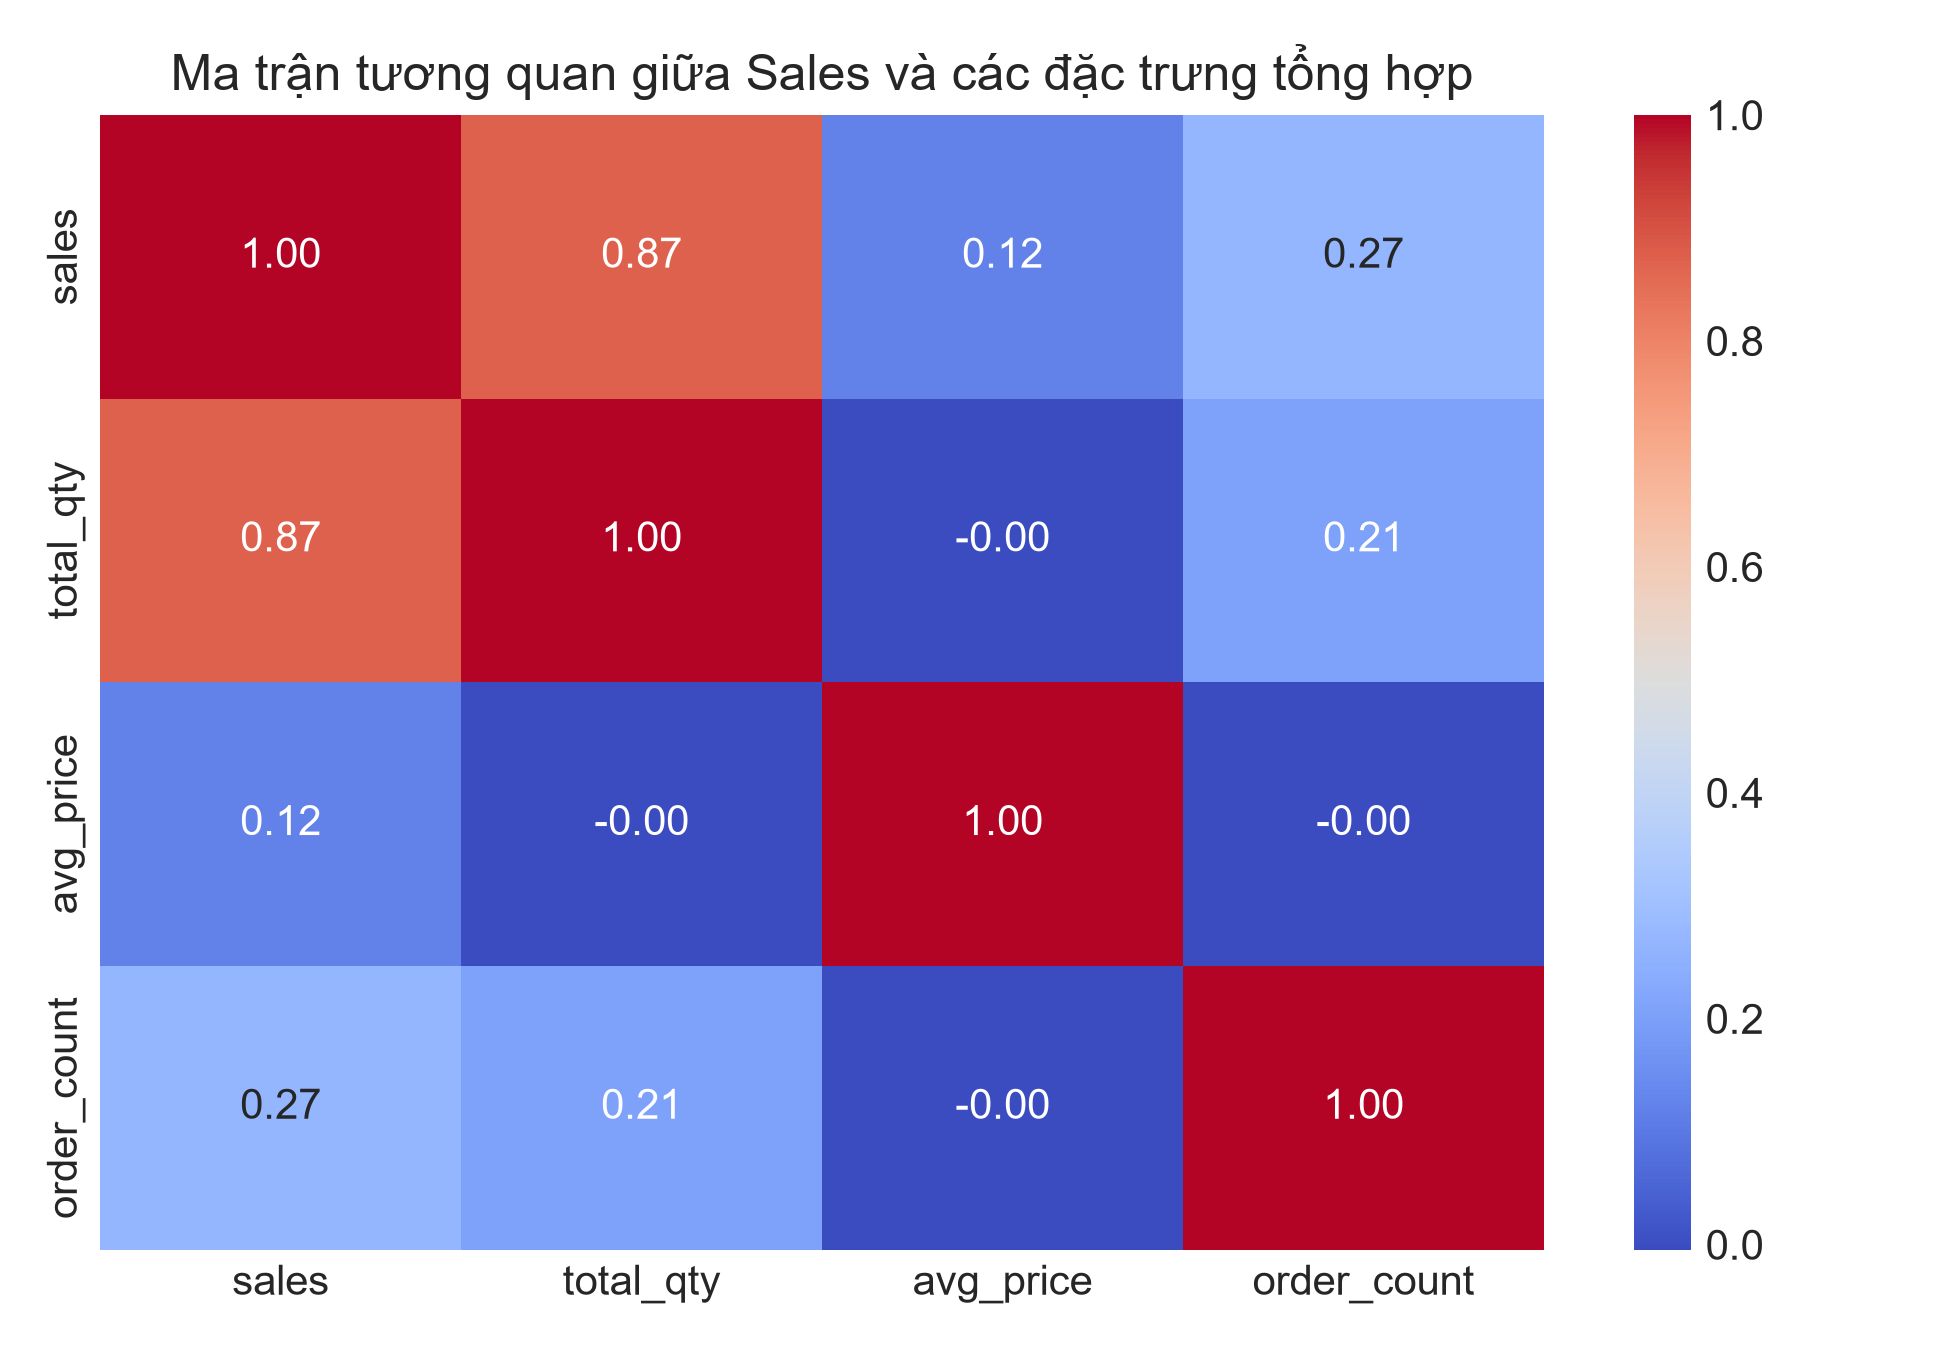 Ma trận tương quan giữa Sales và các đặc trưng tổng hợp
sales 1.00 0.87 0.12 0.27
total_qty 0.87 1.00 -0.00 0.21
avg_price 0.12 -0.00 1.00 -0.00
order_count 0.27 0.21 -0.00 1.00
sales total_qty avg_price order_count
1.0
0.8
0.6
0.4
0.2
0.0